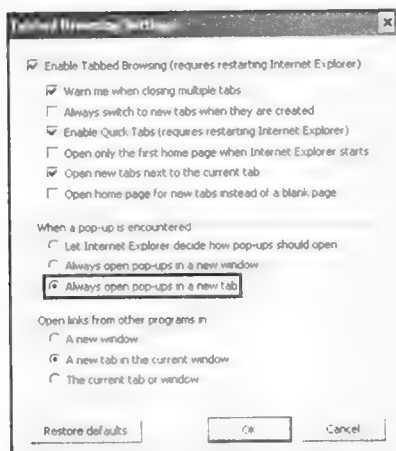 Tabbed Browsing Settings
Enable Tabbed Browsing (requires restarting Internet Explorer)
Warn me when closing multiple tabs
Always switch to new tabs when they are created
Enable Quick Tabs (requires restarting Internet Explorer)
Open only the first home page when Internet Explorer starts
Open new tabs next to the current tab
Open home page for new tabs instead of a blank page
When a pop-up is encountered
Let Internet Explorer decide how pop-ups should open
Always open pop-ups in a new window
Always open pop-ups in a new tab
Open links from other programs in
A new window
A new tab in the current window
The current tab or window
Restore defaults
OK
Cancel